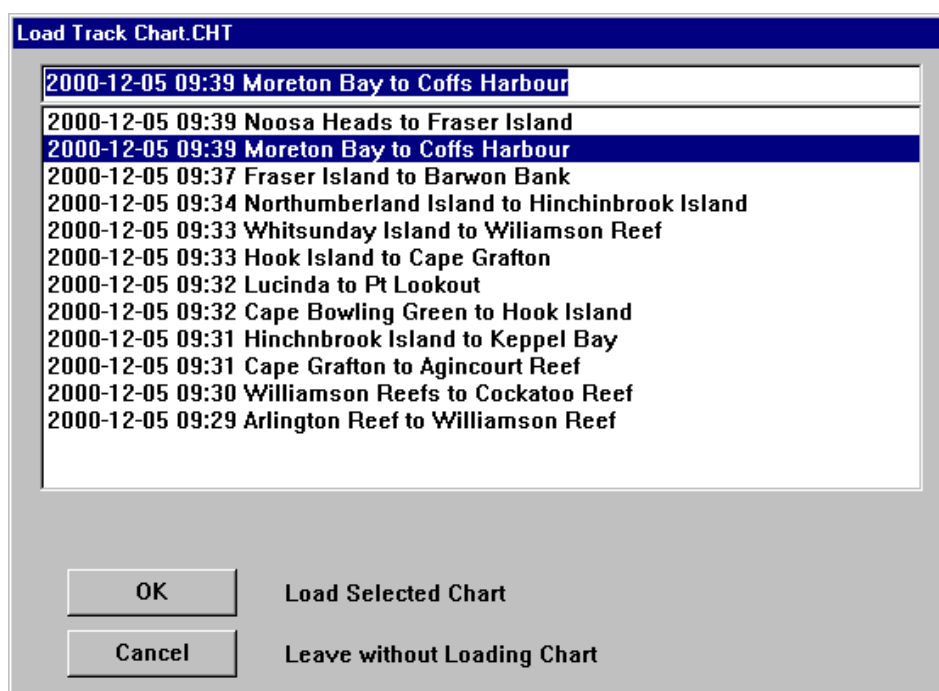 Load Track Chart.CHT
2000-12-05 09:39 Moreton Bay to Coffs Harbour
2000-12-05 09:39 Noosa Heads to Fraser Island
2000-12-05 09:39 Moreton Bay to Coffs Harbour
2000-12-05 09:37 Fraser Island to Barwon Bank
2000-12-05 09:34 Northumberland Island to Hinchinbrook Island
2000-12-05 09:33 Whitsunday Island to Wiliamson Reef
2000-12-05 09:33 Hook Island to Cape Grafton
2000-12-05 09:32 Lucinda to Pt Lookout
2000-12-05 09:32 Cape Bowling Green to Hook Island
2000-12-05 09:31 Hinchnbrook Island to Keppel Bay
2000-12-05 09:31 Cape Grafton to Agincourt Reef
2000-12-05 09:30 Williamson Reefs to Cockatoo Reef
2000-12-05 09:29 Arlington Reef to Williamson Reef
OK Load Selected Chart
Cancel Leave without Loading Chart